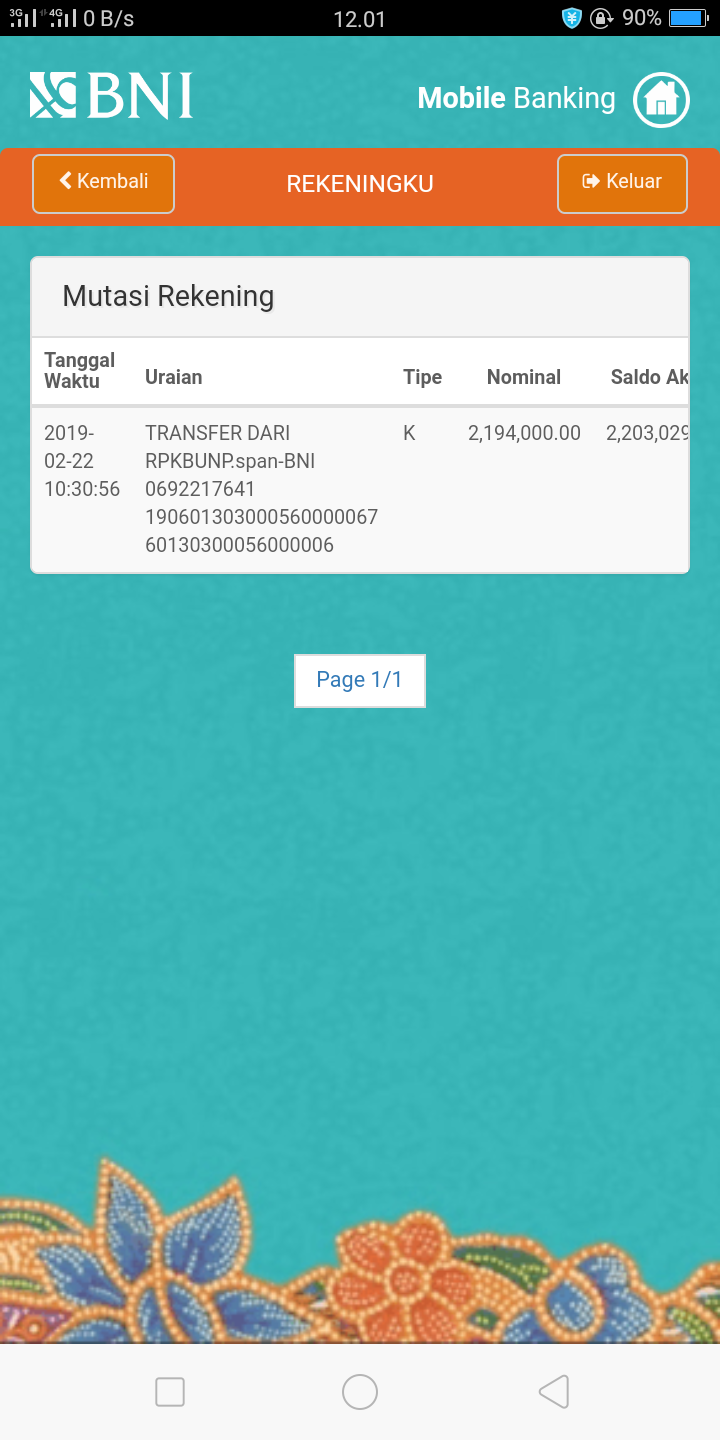 3G 4G 0 B/s 12.01 90%
BNI Mobile Banking
Kembali REKENINGKU Keluar
Mutasi Rekening
Tanggal
Waktu Uraian Tipe Nominal Saldo Ak
2019- TRANSFER DARI K 2,194,000.00 2,203,029
02-22 RPKBUNP.span-BNI
10:30:56 0692217641
190601303000560000067
601303000560000​06
Page 1/1